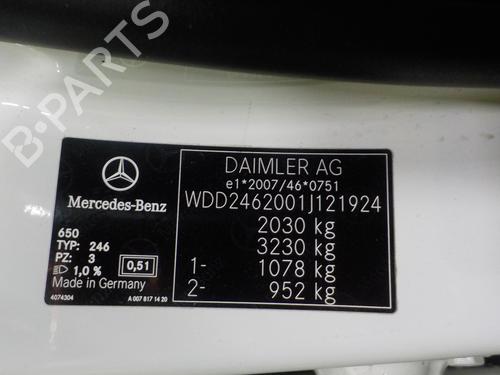 B-PARTS
DAIMLER AG
e1*2007/46*0751
WDD2462001J121924
2030 kg
3230 kg
1- 1078 kg
2- 952 kg
Mercedes-Benz
650
TYP: 246
PZ: 3
1,0 % 0,51
Made in Germany
4074304 A 007 817 14 20